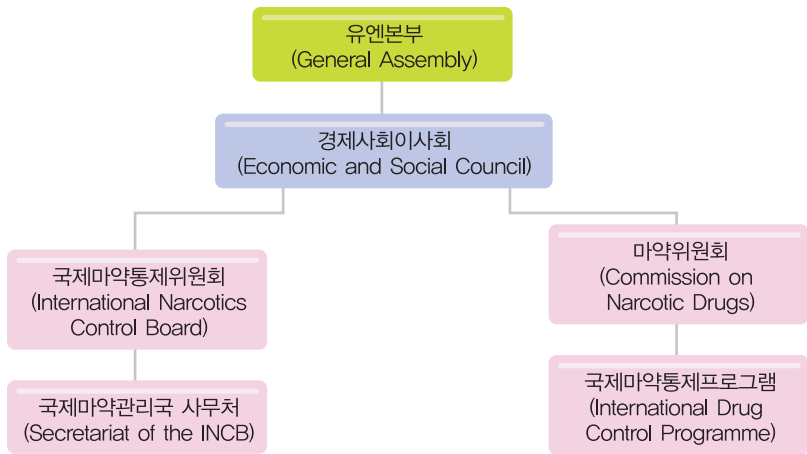 유엔본부
(General Assembly)
경제사회이사회
(Economic and Social Council)
국제마약통제위원회
(International Narcotics
Control Board)
마약위원회
(Commission on
Narcotic Drugs)
국제마약관리국 사무처
(Secretariat of the INCB)
국제마약통제프로그램
(International Drug
Control Programme)